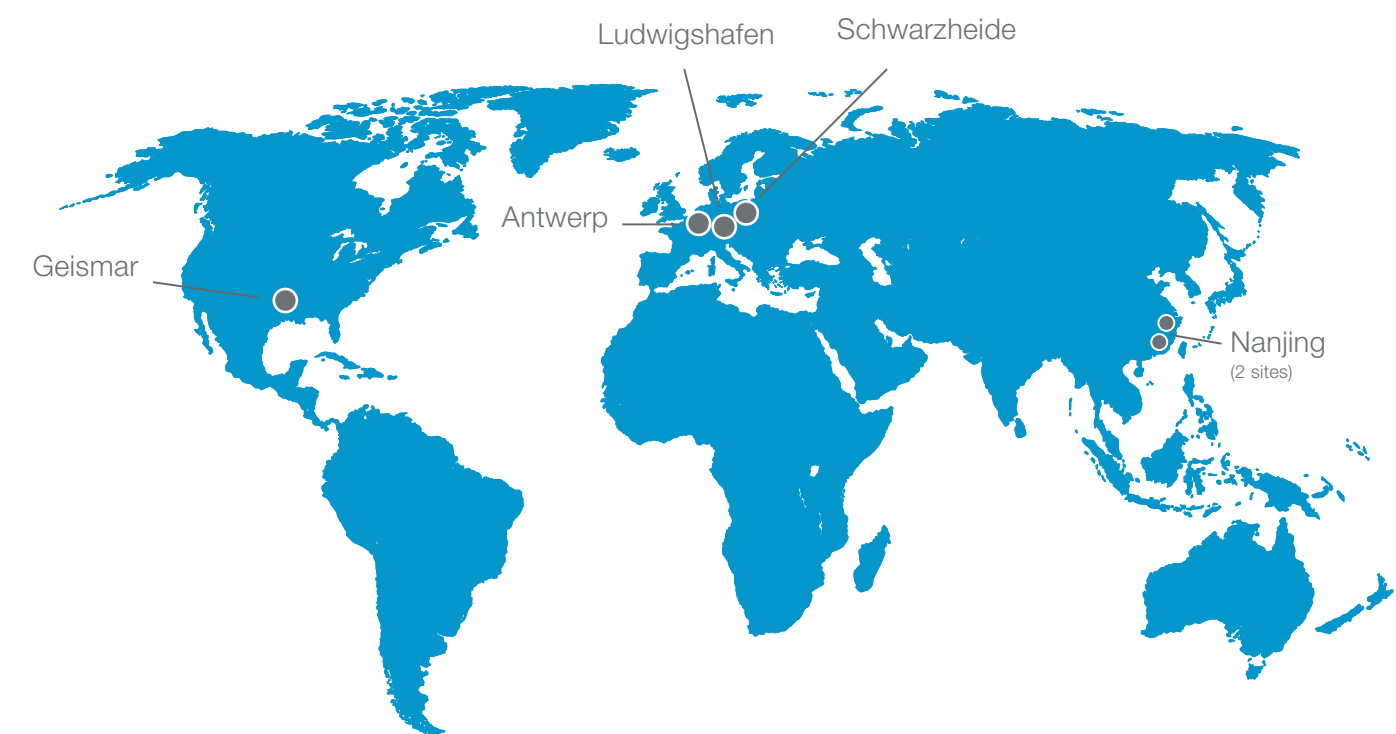 Ludwigshafen
Schwarzheide
Antwerp
Geismar
Nanjing
(2 sites)